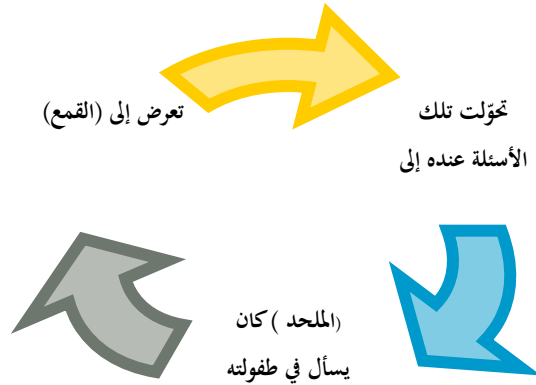 تعرض إلى (القمع)
تحوّلت تلك
الأسئلة عنده إلى
(الملحد ) كان
يسأل في طفولته